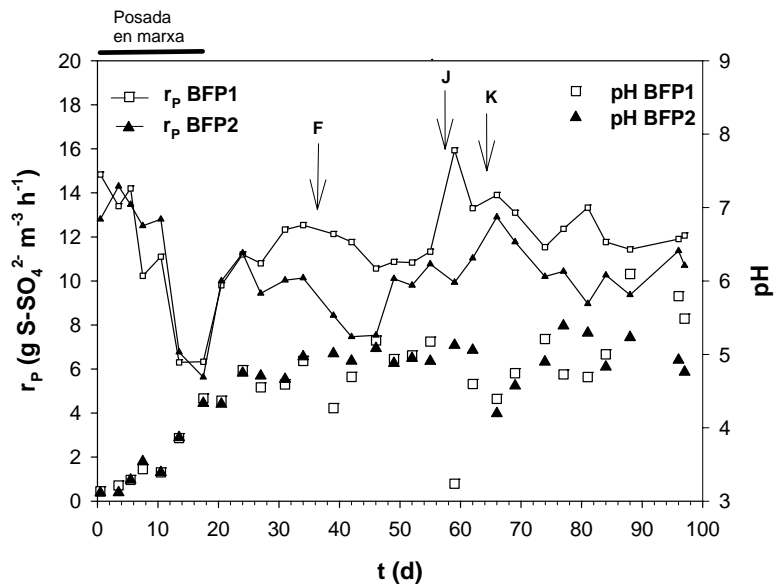 Posada
en marxa
20
18
16
14
12
10
8
6
4
2
0
9
8
7
6
5
4
3
0 10 20 30 40 50 60 70 80 90 100
r_P BFP1
r_P BFP2
F
J
K
pH BFP1
pH BFP2
r_P (g S-SO₄²⁻ m⁻³ h⁻¹)
pH
t (d)